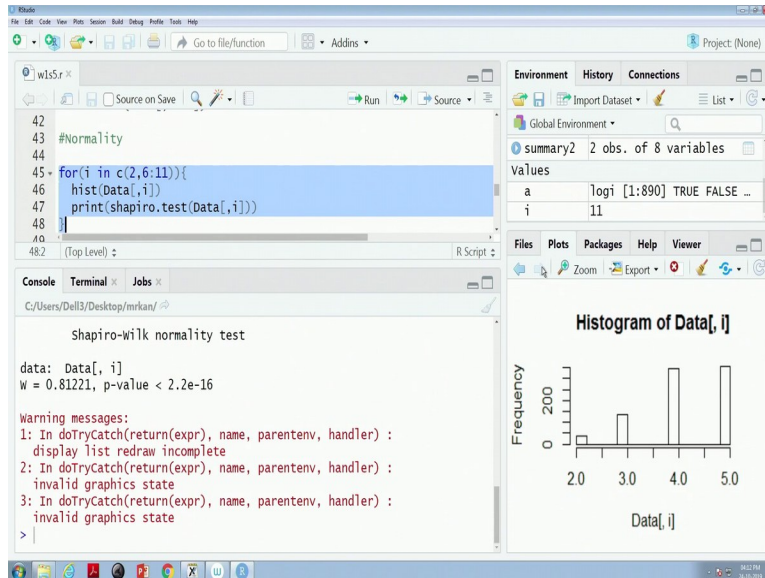 RStudio
File Edit Code View Plots Session Build Debug Profile Tools Help
Go to file/function
Addins
Project: (None)
w1s5.r
Source on Save
Run
Source
42
43 #Normality
44
45 for(i in c(2,6:11)){
46 hist(Data[,i])
47 print(shapiro.test(Data[,i]))
48 }
49
48:2 (Top Level) R Script
Console Terminal Jobs
C:/Users/Dell3/Desktop/mrkan/
Shapiro-Wilk normality test
data: Data[, i]
W = 0.81221, p-value < 2.2e-16
Warning messages:
1: In doTryCatch(return(expr), name, parentenv, handler) :
display list redraw incomplete
2: In doTryCatch(return(expr), name, parentenv, handler) :
invalid graphics state
3: In doTryCatch(return(expr), name, parentenv, handler) :
invalid graphics state
>
Environment History Connections
Import Dataset List
Global Environment
summary2 2 obs. of 8 variables
Values
a logi [1:890] TRUE FALSE …
i 11
Files Plots Packages Help Viewer
Zoom Export
Histogram of Data[, i]
Frequency
0 200
2.0 3.0 4.0 5.0
Data[, i]
04:12 PM